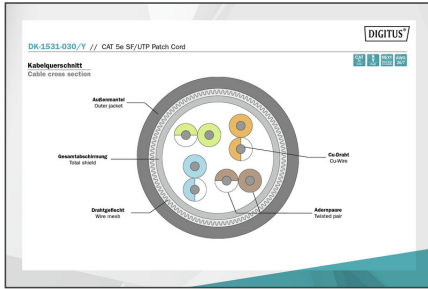 DIGITUS®
DK-1531-030/Y // CAT 5e SF/UTP Patch Cord
Kabelquerschnitt
Cable cross section
Außenmantel
Outer jacket
Gesamtabschirmung
Total shield
Cu-Draht
Cu-Wire
Drahtgeflecht
Wire mesh
Adernpaare
Twisted pair